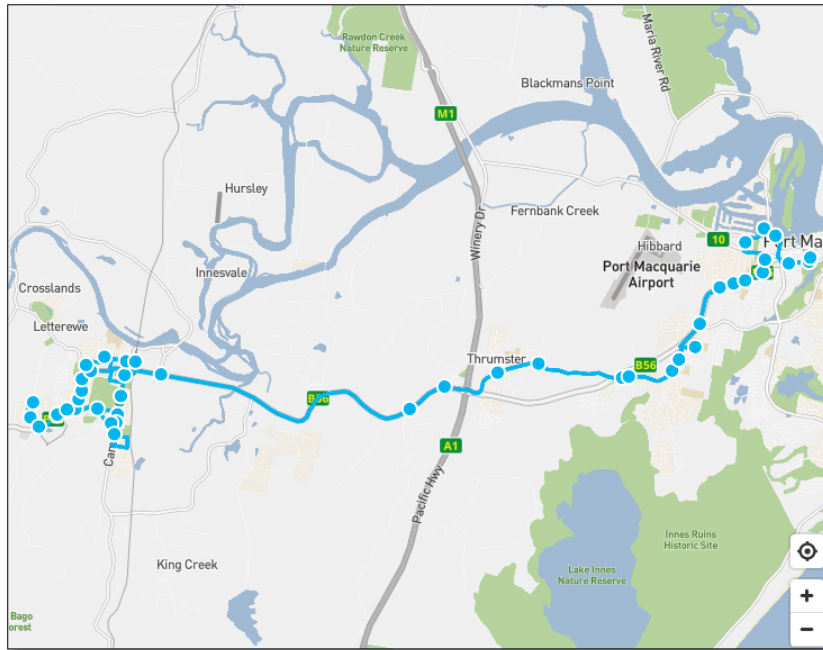 Rawdon Creek
Nature Reserve
Maria River Rd
Blackmans Point
M1
Hursley
Winery Dr
Fernbank Creek
10
Hibbard
Port Ma
Innesvale
Port Macquarie
Airport
Crosslands
Letterewe
Thrumster
B56
B56
Cam
A1
Pacific Hwy
Innes Ruins
Historic Site
King Creek
Lake Innes
Nature Reserve
Bago
orest
+
−